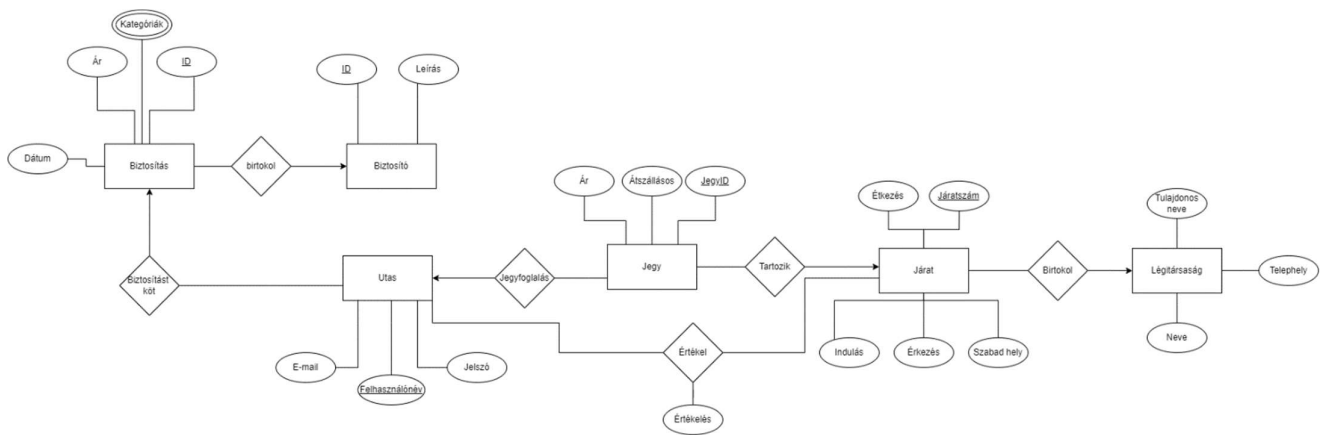 Kategóriák
Ár
ID
ID
Leírás
Dátum
Biztosítás
birtokol
Biztosító
Ár
Átszállásos
JegyID
Étkezés
Járatszám
Tulajdonos
neve
Biztosítást
köt
Utas
Jegyfoglalás
Jegy
Tartozik
Járat
Birtokol
Légitársaság
Telephely
E-mail
Felhasználónév
Jelszó
Értékel
Indulás
Érkezés
Szabad hely
Neve
Értékelés